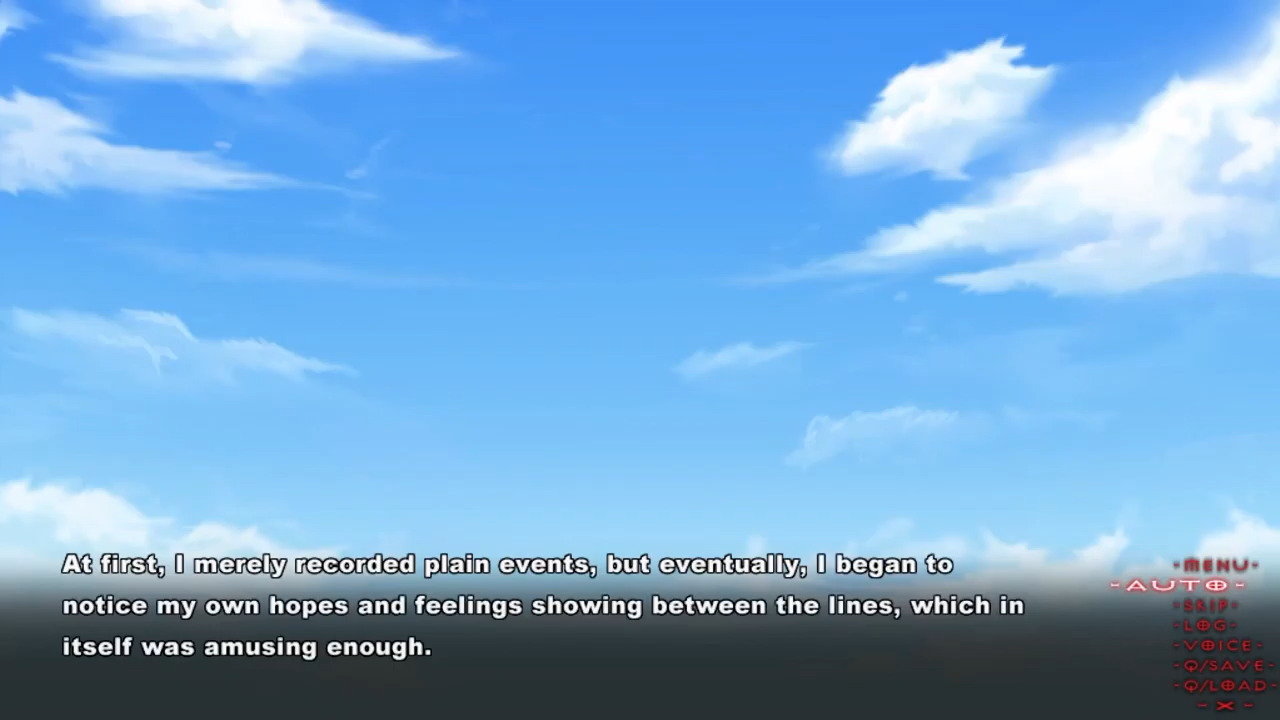 At first, I merely recorded plain events, but eventually, I began to
notice my own hopes and feelings showing between the lines, which in
itself was amusing enough.
-MENU-
-AUTO-
-SKIP-
-LOG-
-VOICE-
-Q/SAVE-
-Q/LOAD-
-X-